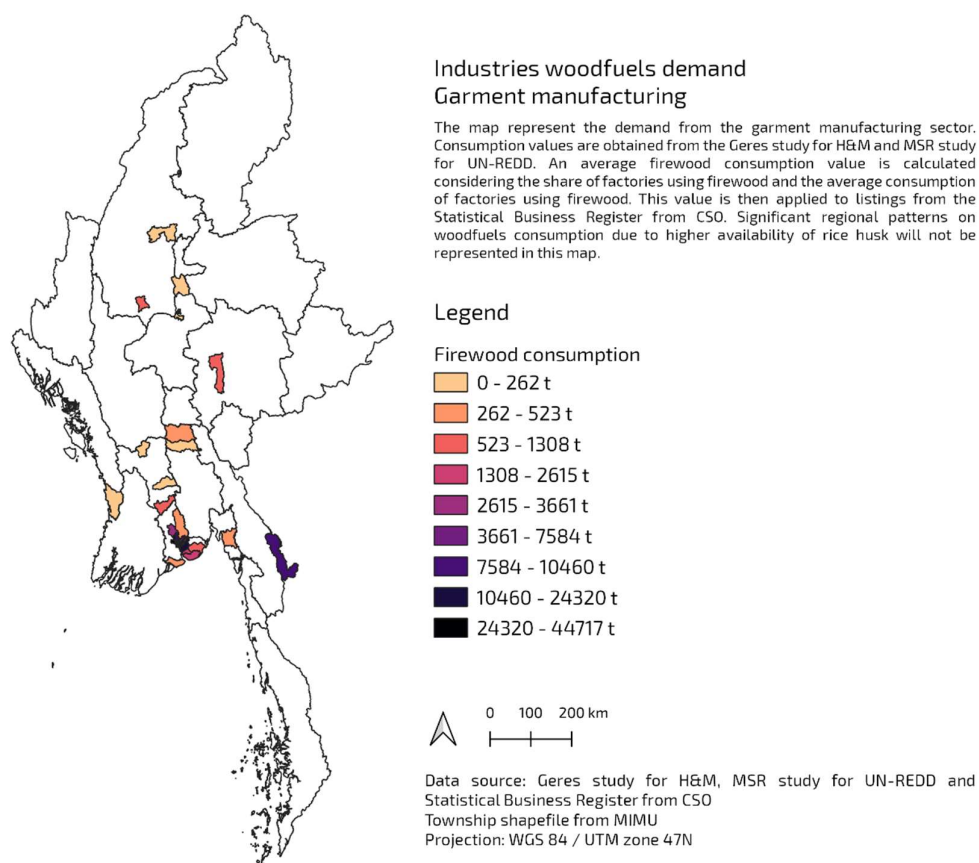 Industries woodfuels demand
Garment manufacturing
The map represent the demand from the garment manufacturing sector.
Consumption values are obtained from the Geres study for H&M and MSR study
for UN-REDD. An average firewood consumption value is calculated
considering the share of factories using firewood and the average consumption
of factories using firewood. This value is then applied to listings from the
Statistical Business Register from CSO. Significant regional patterns on
woodfuels consumption due to higher availability of rice husk will not be
represented in this map.
Legend
Firewood consumption
0 - 262 t
262 - 523 t
523 - 1308 t
1308 - 2615 t
2615 - 3661 t
3661 - 7584 t
7584 - 10460 t
10460 - 24320 t
24320 - 44717 t
0 100 200 km
Data source: Geres study for H&M, MSR study for UN-REDD and
Statistical Business Register from CSO
Township shapefile from MIMU
Projection: WGS 84 / UTM zone 47N